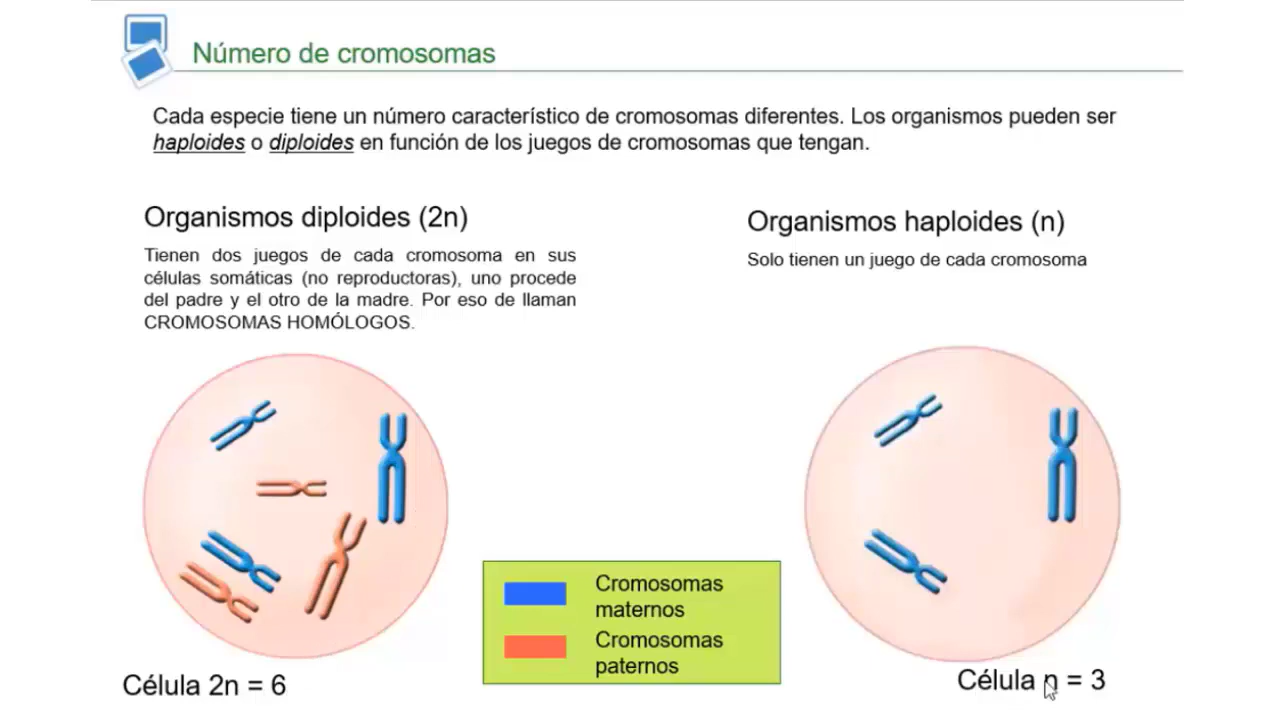 Número de cromosomas
Cada especie tiene un número característico de cromosomas diferentes. Los organismos pueden ser
haploides o diploides en función de los juegos de cromosomas que tengan.
Organismos diploides (2n)
Tienen dos juegos de cada cromosoma en sus
células somáticas (no reproductoras), uno procede
del padre y el otro de la madre. Por eso de llaman
CROMOSOMAS HOMÓLOGOS.
Organismos haploides (n)
Solo tienen un juego de cada cromosoma
Cromosomas
maternos
Cromosomas
paternos
Célula 2n = 6
Célula n = 3